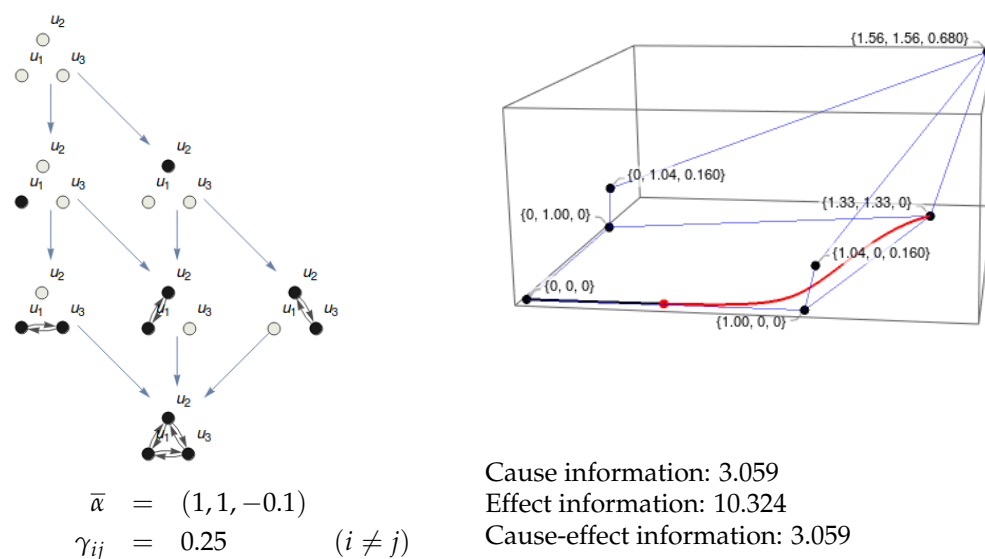 u2
u1 u3
u2 u2
u1 u3 u1 u3
u2 u2 u2
u1 u3 u1 u3 u1 u3
u2
u1 u3
ᾱ = (1, 1, −0.1)
γij = 0.25 (i ≠ j)
{1.56, 1.56, 0.680}
{0, 1.04, 0.160}
{1.33, 1.33, 0}
{0, 1.00, 0}
{1.04, 0, 0.160}
{0, 0, 0}
{1.00, 0, 0}
Cause information: 3.059
Effect information: 10.324
Cause-effect information: 3.059